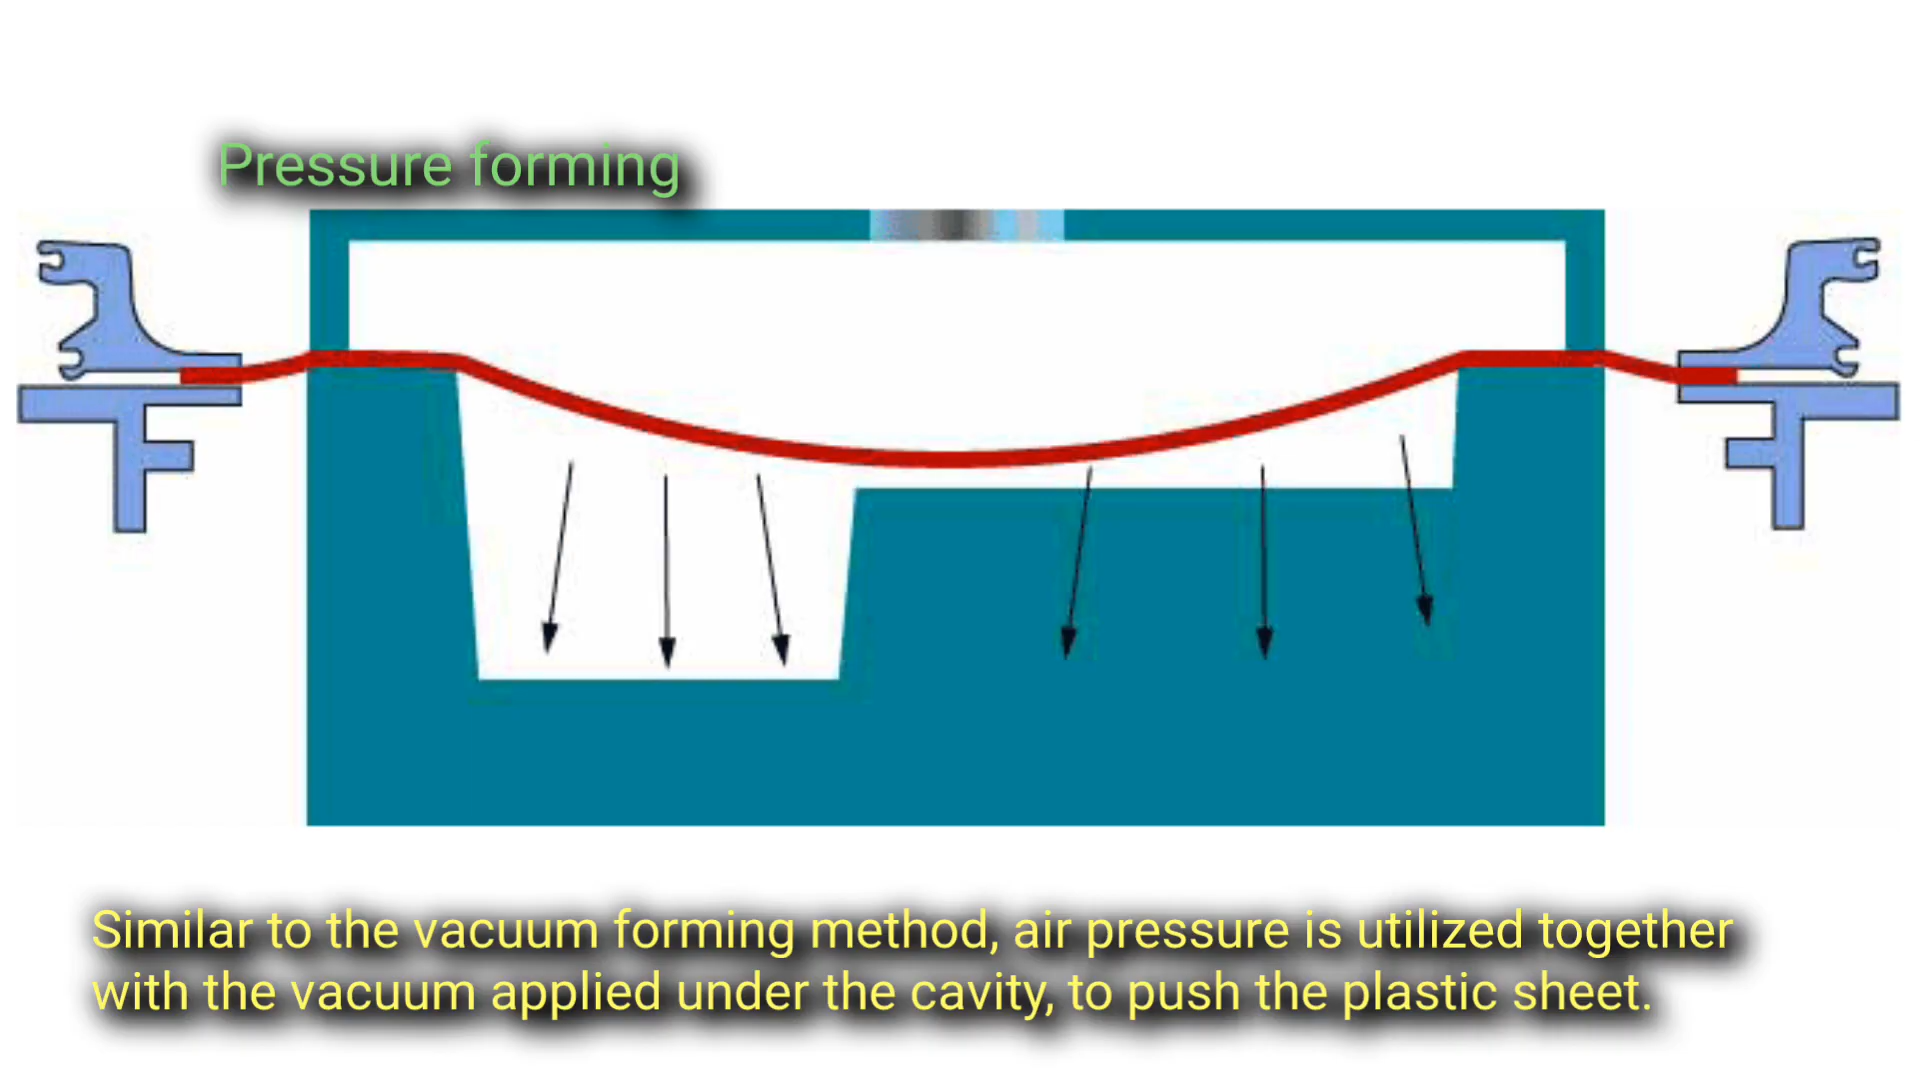 Pressure forming
Similar to the vacuum forming method, air pressure is utilized together
with the vacuum applied under the cavity, to push the plastic sheet.